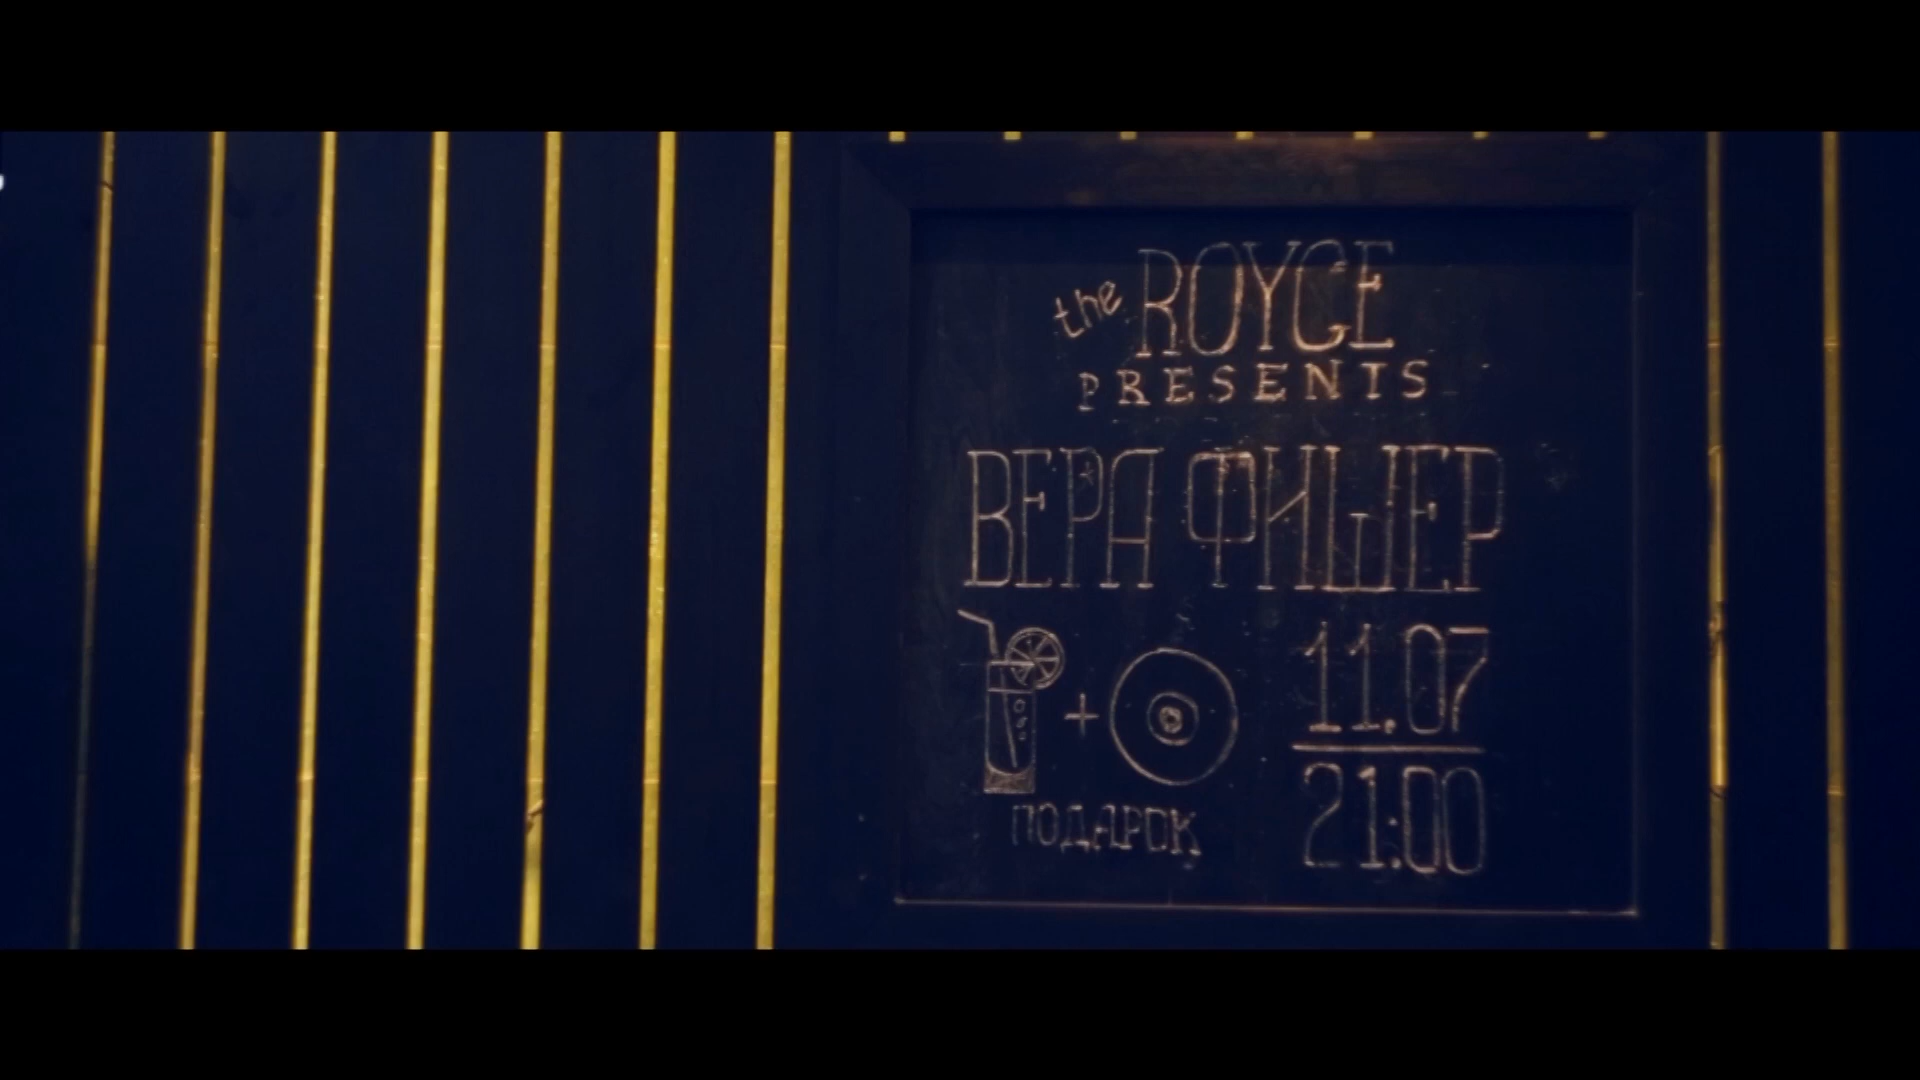 the ROYCE
PRESENTS
ВЕРА ФИШЕР
+
11.07
21:00
ПОДАРОК